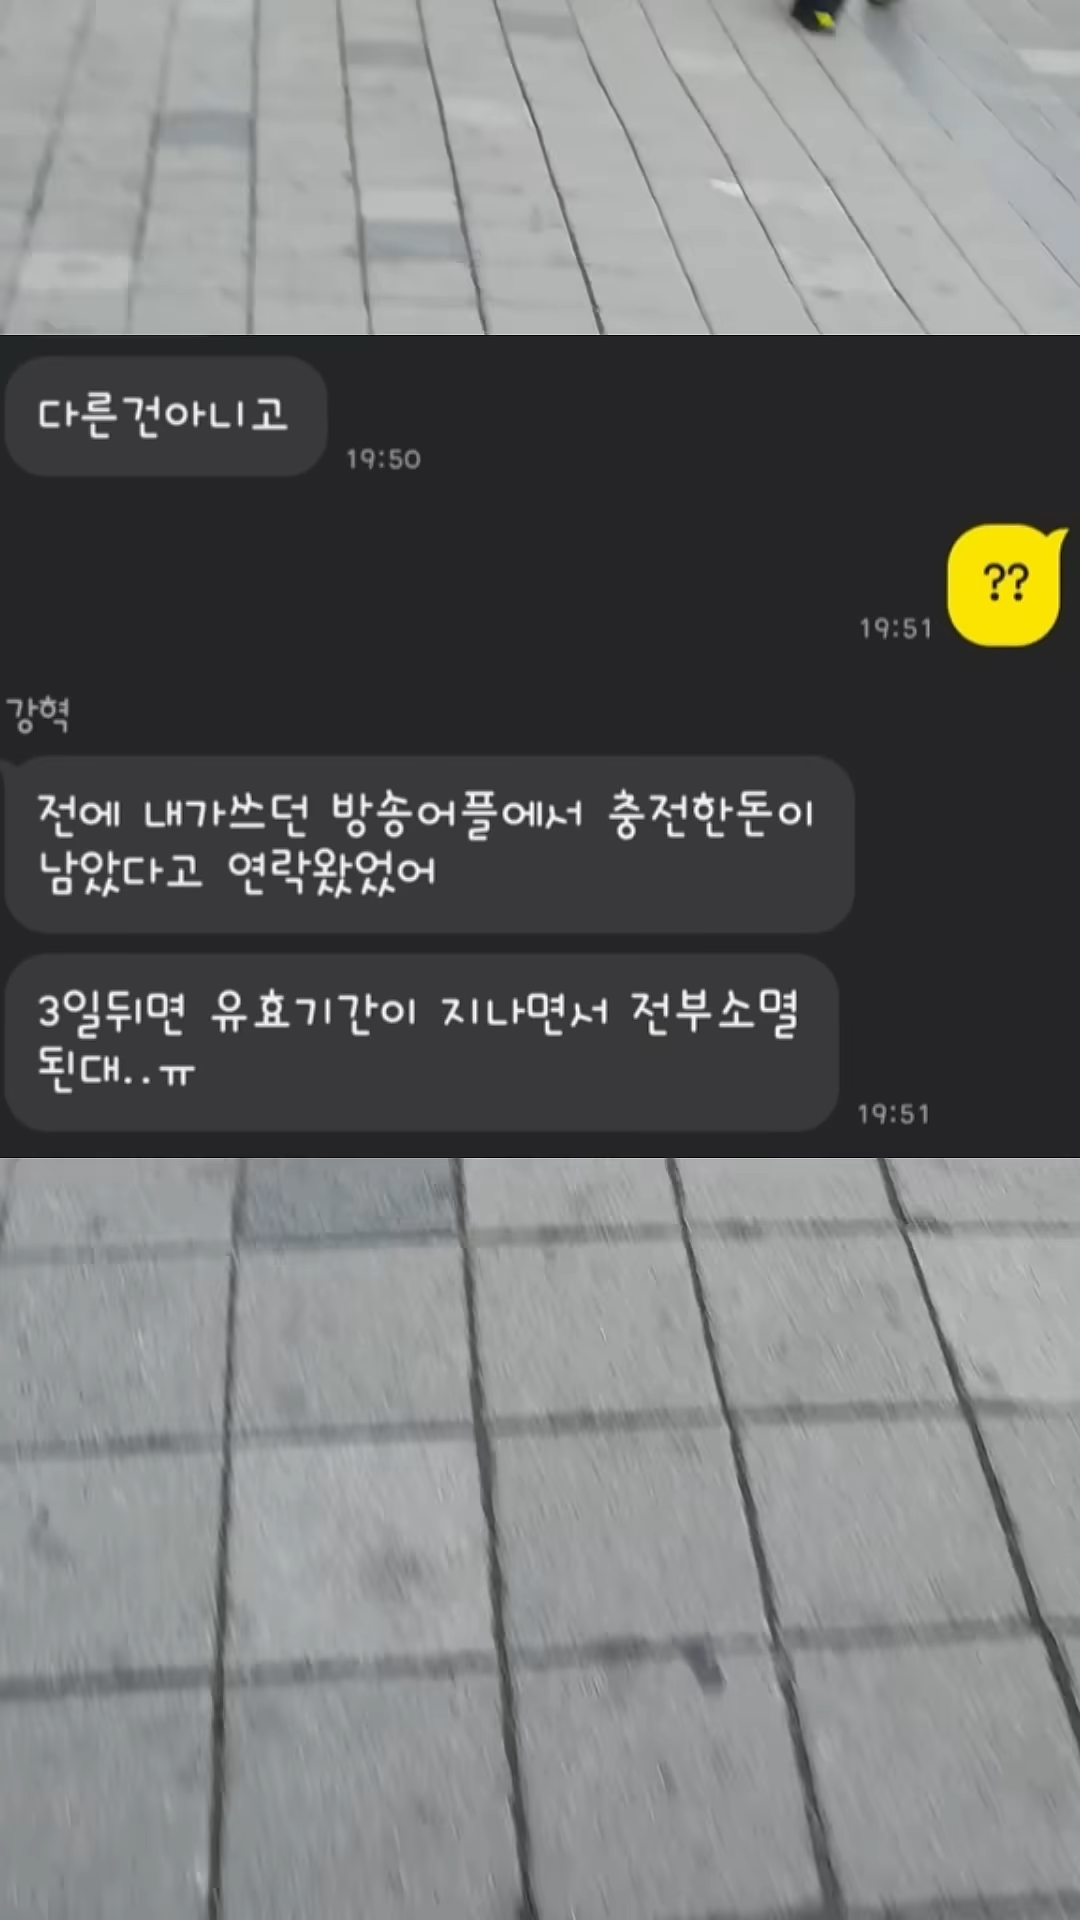 다른건아니고
19:50
??
19:51
강혁
전에 내가쓰던 방송어플에서 충전한돈이
남았다고 연락왔었어
3일뒤면 유효기간이 지나면서 전부소멸
된대..ㅠ
19:51